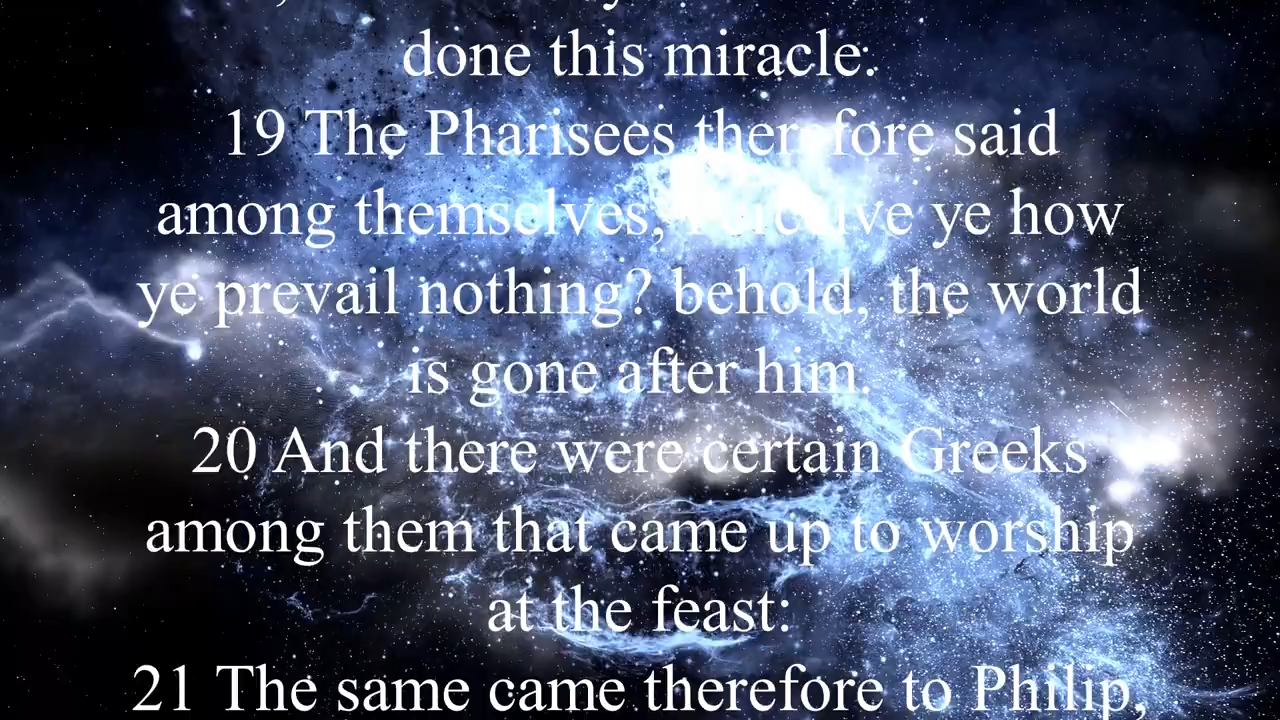 done this miracle.
19 The Pharisees therefore said
among themselves, Perceive ye how
ye prevail nothing? behold, the world
is gone after him.
20 And there were certain Greeks
among them that came up to worship
at the feast:
21 The same came therefore to Philip,